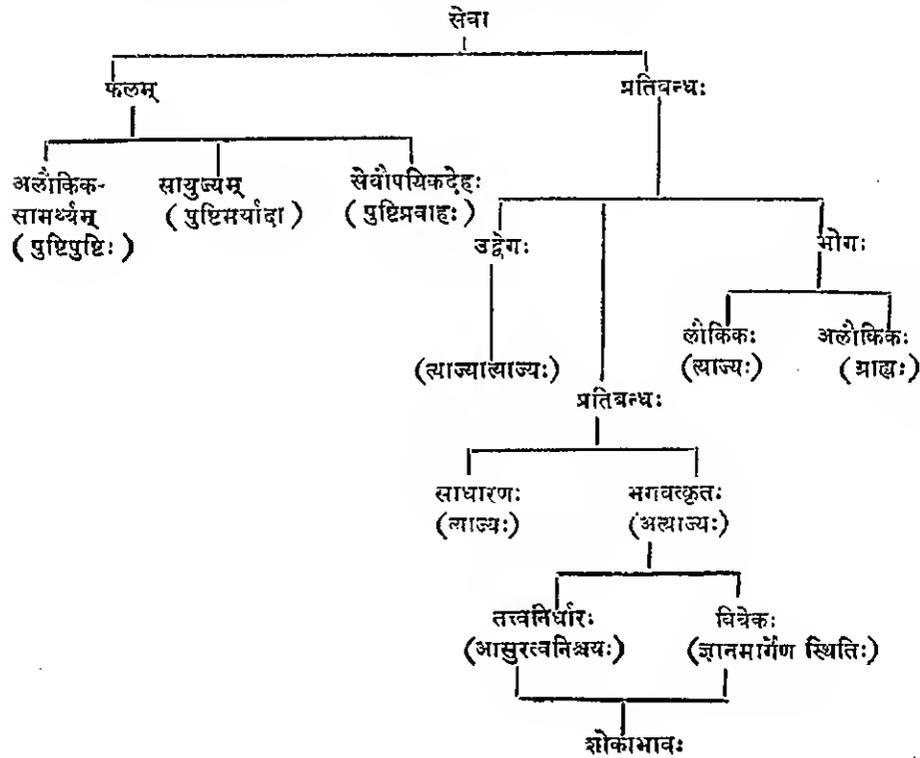 सेवा
फलम्
प्रतिबन्धः
अलौकिक-
सामर्थ्यम्
(पुष्टिपुष्टिः)
सायुज्यम्
(पुष्टिमर्यादा)
सेवौपयिकदेहः
(पुष्टिप्रवाहः)
उद्वेगः
भोगः
(त्याज्यात्याज्यः)
लौकिकः
(त्याज्यः)
अलौकिकः
(ग्राह्यः)
प्रतिबन्धः
साधारणः
(त्याज्यः)
भगवत्कृतः
(अत्याज्यः)
तत्त्वनिर्धारः
(आसुरत्वनिश्चयः)
विवेकः
(ज्ञानमार्गेण स्थितिः)
शोकाभावः